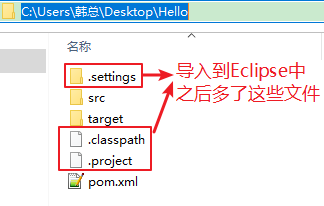 C:\Users\韩总\Desktop\Hello
名称
.settings
src
target
.classpath
.project
pom.xml
导入到Eclipse中
之后多了这些文件